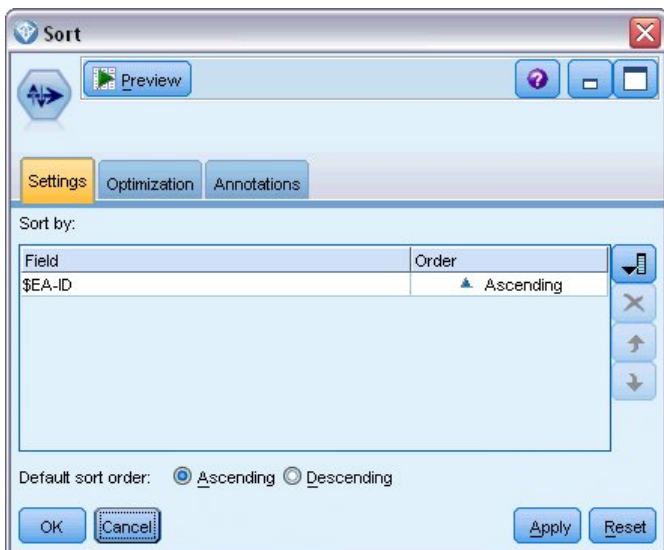 Sort
Preview
Settings Optimization Annotations
Sort by:
Field Order
$EA-ID Ascending
Default sort order: Ascending Descending
OK Cancel Apply Reset